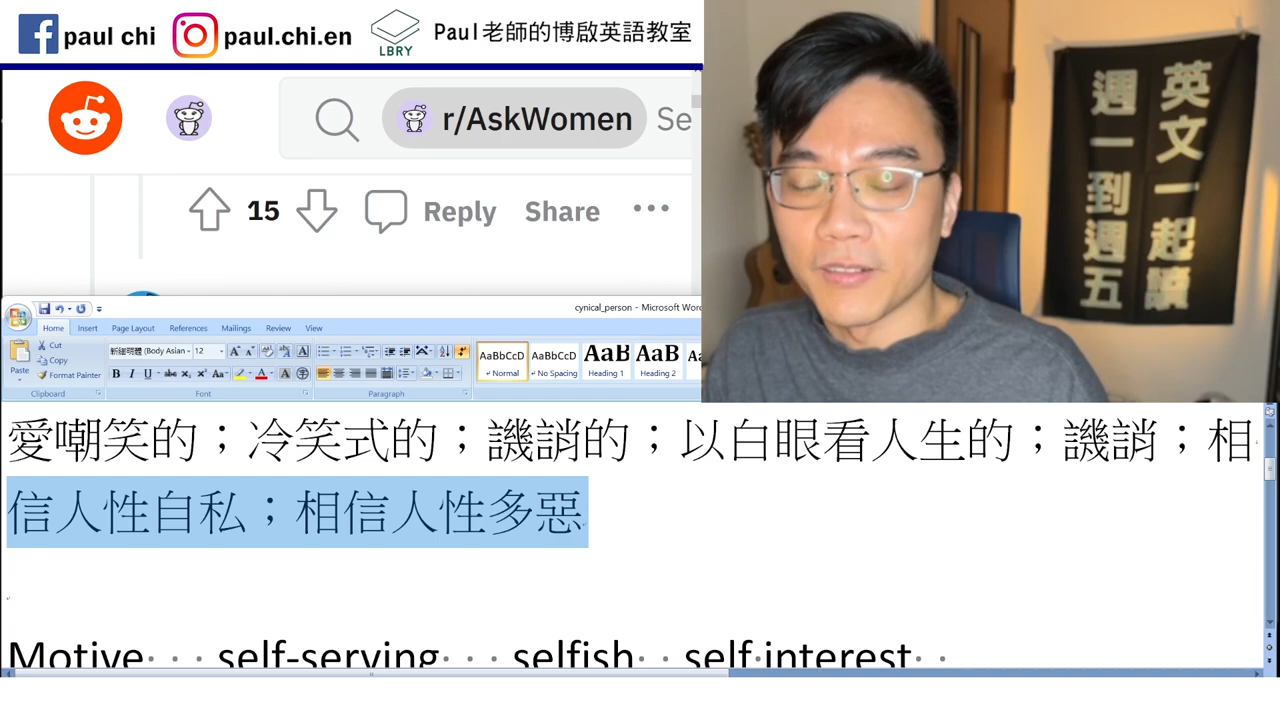 paul chi
paul.chi.en
LBRY
Paul老師的博啟英語教室
r/AskWomen
Se
15
Reply
Share
英文一起讀
週一到週五
cynical_person - Microsoft Word
Home
Insert
Page Layout
References
Mailings
Review
View
Paste
Cut
Copy
Format Painter
Clipboard
新細明體 (Body Asian
12
Font
Paragraph
AaBbCcD
Normal
AaBbCcD
No Spacing
AaBb
Heading 1
AaBb
Heading 2
愛嘲笑的；冷笑式的；譏誚的；以白眼看人生的；譏誚；相
信人性自私；相信人性多惡
Motive self-serving selfish self interest